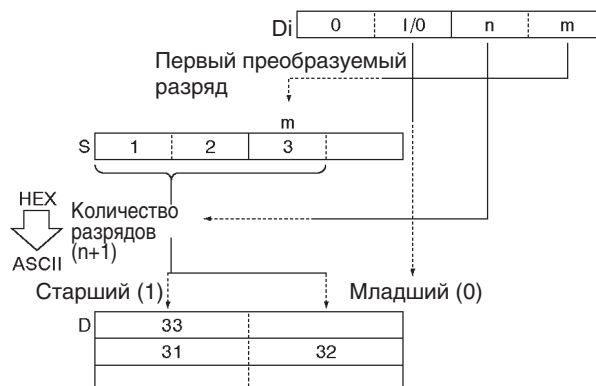 Di 0 1/0 n m
Первый преобразуемый
разряд
m
S 1 2 3
HEX
Количество
разрядов
(n+1)
ASCII
Старший (1) Младший (0)
D 33
31 32